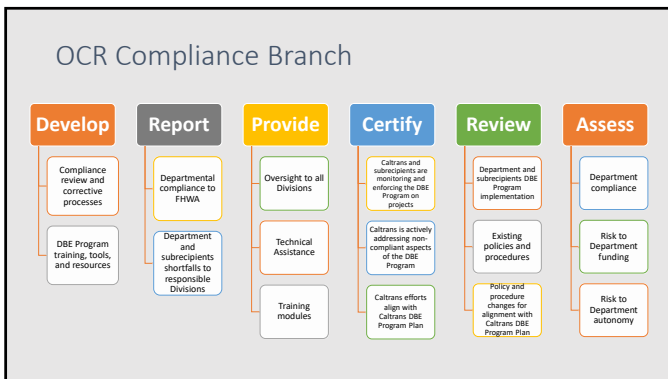 OCR Compliance Branch
Develop
Compliance
review and
corrective
processes
DBE Program
training, tools,
and resources
Report
Departmental
compliance to
FHWA
Department
and
subrecipients
shortfalls to
responsible
Divisions
Provide
Oversight to all
Divisions
Technical
Assistance
Training
modules
Certify
Caltrans and
subrecipients are
monitoring and
enforcing the DBE
Program on
projects
Caltrans is actively
addressing non-
compliant aspects
of the DBE
Program
Caltrans efforts
align with
Caltrans DBE
Program Plan
Review
Department and
subrecipients DBE
Program
implementation
Existing
policies and
procedures
Policy and
procedure
changes for
alignment with
Caltrans DBE
Program Plan
Assess
Department
compliance
Risk to
Department
funding
Risk to
Department
autonomy